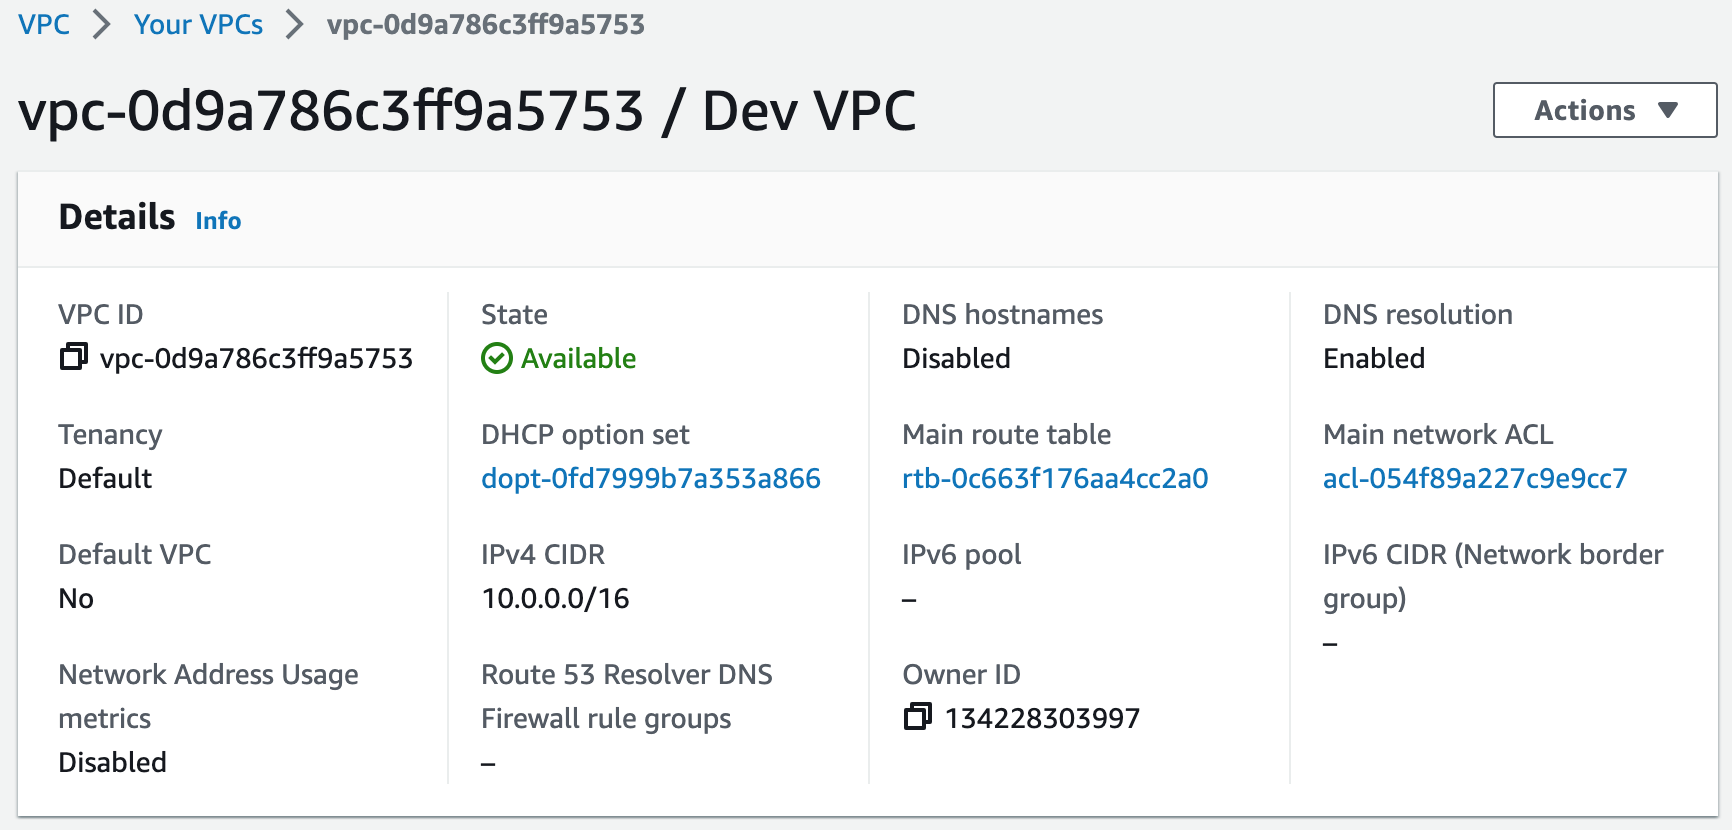 VPC > Your VPCs > vpc-0d9a786c3ff9a5753
vpc-0d9a786c3ff9a5753 / Dev VPC
Actions ▼
Details Info
VPC ID
vpc-0d9a786c3ff9a5753
State
Available
DNS hostnames
Disabled
DNS resolution
Enabled
Tenancy
Default
DHCP option set
dopt-0fd7999b7a353a866
Main route table
rtb-0c663f176aa4cc2a0
Main network ACL
acl-054f89a227c9e9cc7
Default VPC
No
IPv4 CIDR
10.0.0.0/16
IPv6 pool
–
IPv6 CIDR (Network border
group)
–
Network Address Usage
metrics
Disabled
Route 53 Resolver DNS
Firewall rule groups
–
Owner ID
134228303997